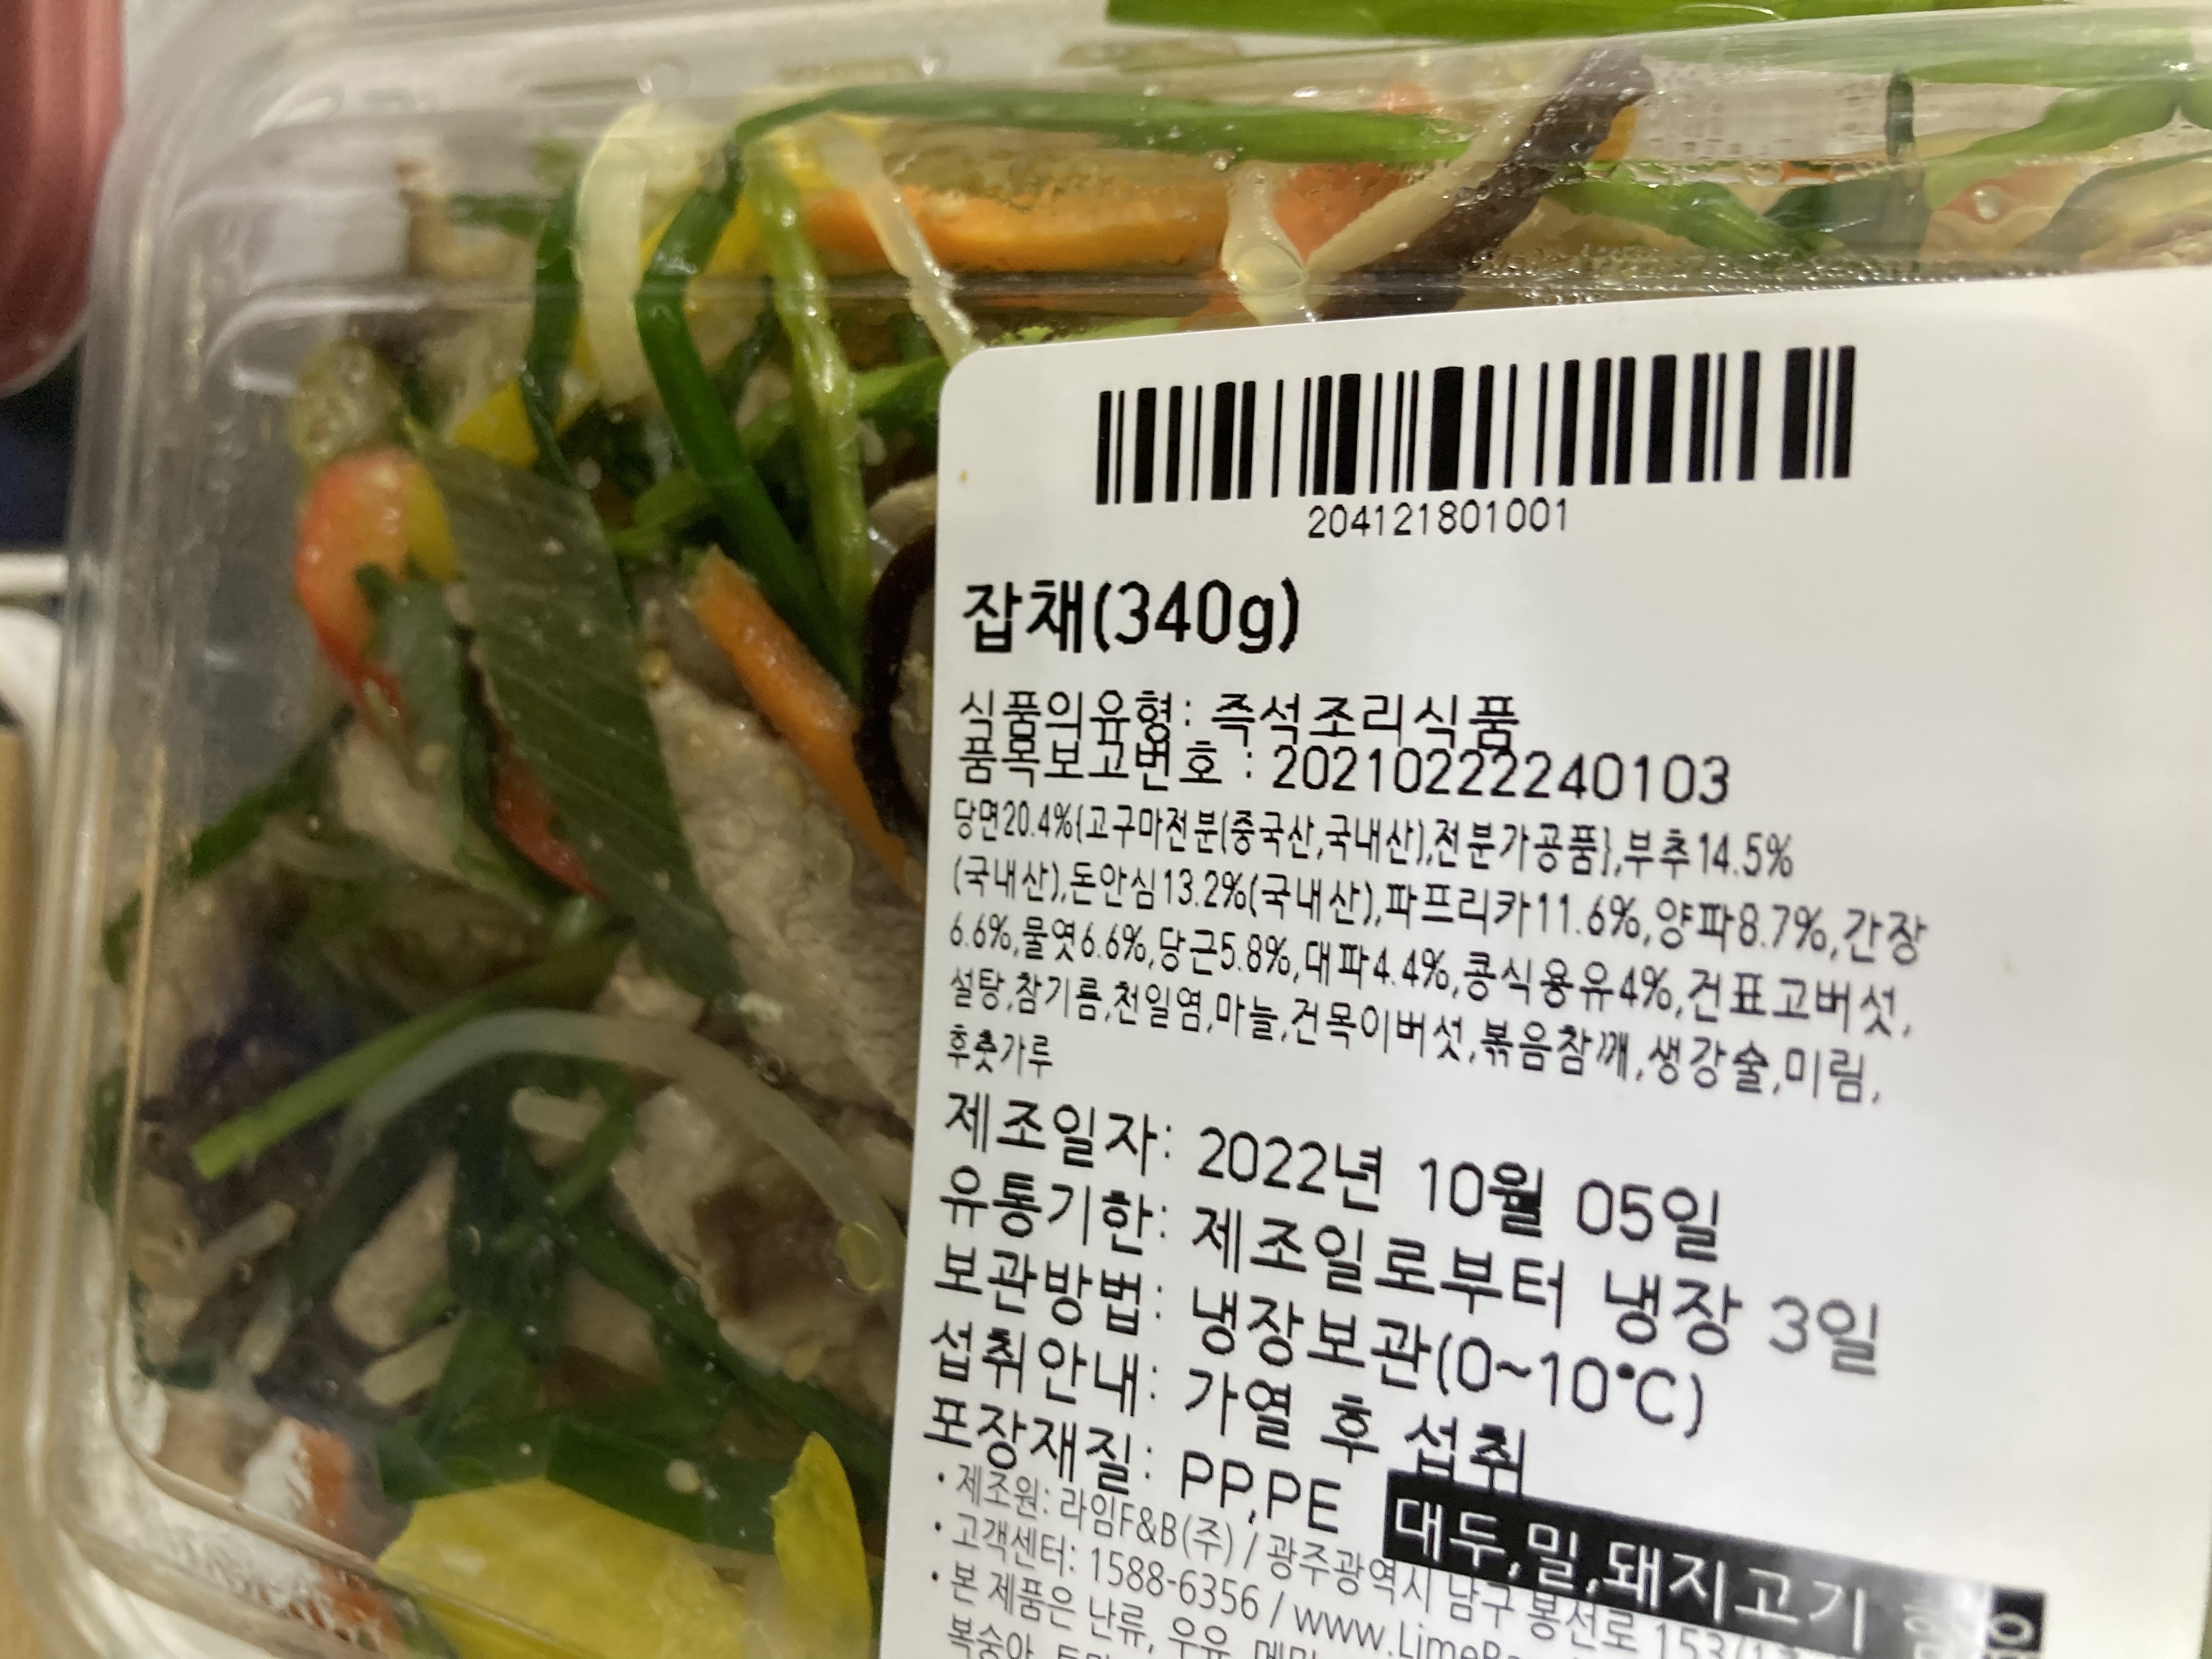 204121801001
잡채(340g)
식품의유형: 즉석조리식품
품목보고번호 : 20210222240103
당면20.4%{고구마전분(중국산,국내산),전분가공품},부추14.5%
(국내산),돈안심13.2%(국내산),파프리카11.6%,양파8.7%,간장
6.6%,물엿6.6%,당근5.8%,대파4.4%,콩식용유4%,건표고버섯,
설탕,참기름,천일염,마늘,건목이버섯,볶음참깨,생강술,미림,
후춧가루
제조일자: 2022년 10월 05일
유통기한: 제조일로부터 냉장 3일
보관방법: 냉장보관(0~10°C)
섭취안내: 가열 후 섭취
포장재질: PP,PE
대두,밀,돼지고기
• 제조원: 라임F&B(주) / 광주광역시 남구 봉선로
• 고객센터: 1588-6356 /
• 본 제품은 난류, 우유,